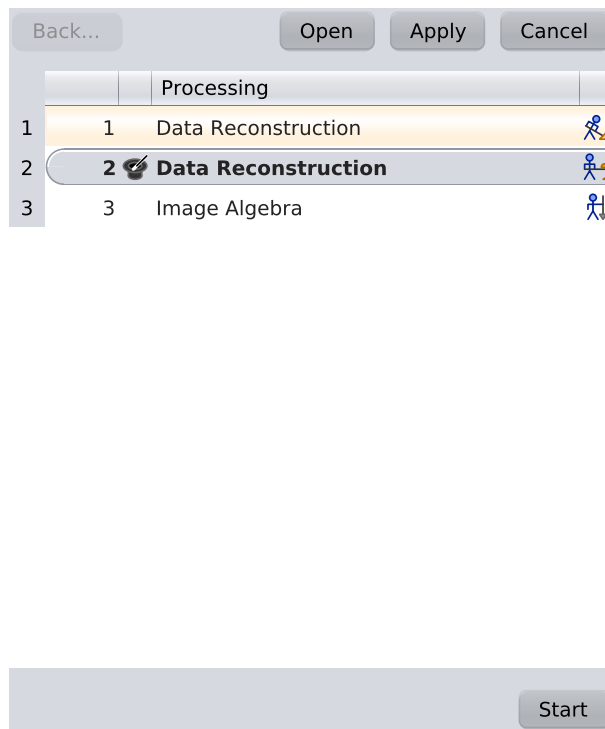 Back... Open Apply Cancel
Processing
1 1 Data Reconstruction
2 2 Data Reconstruction
3 3 Image Algebra
Start